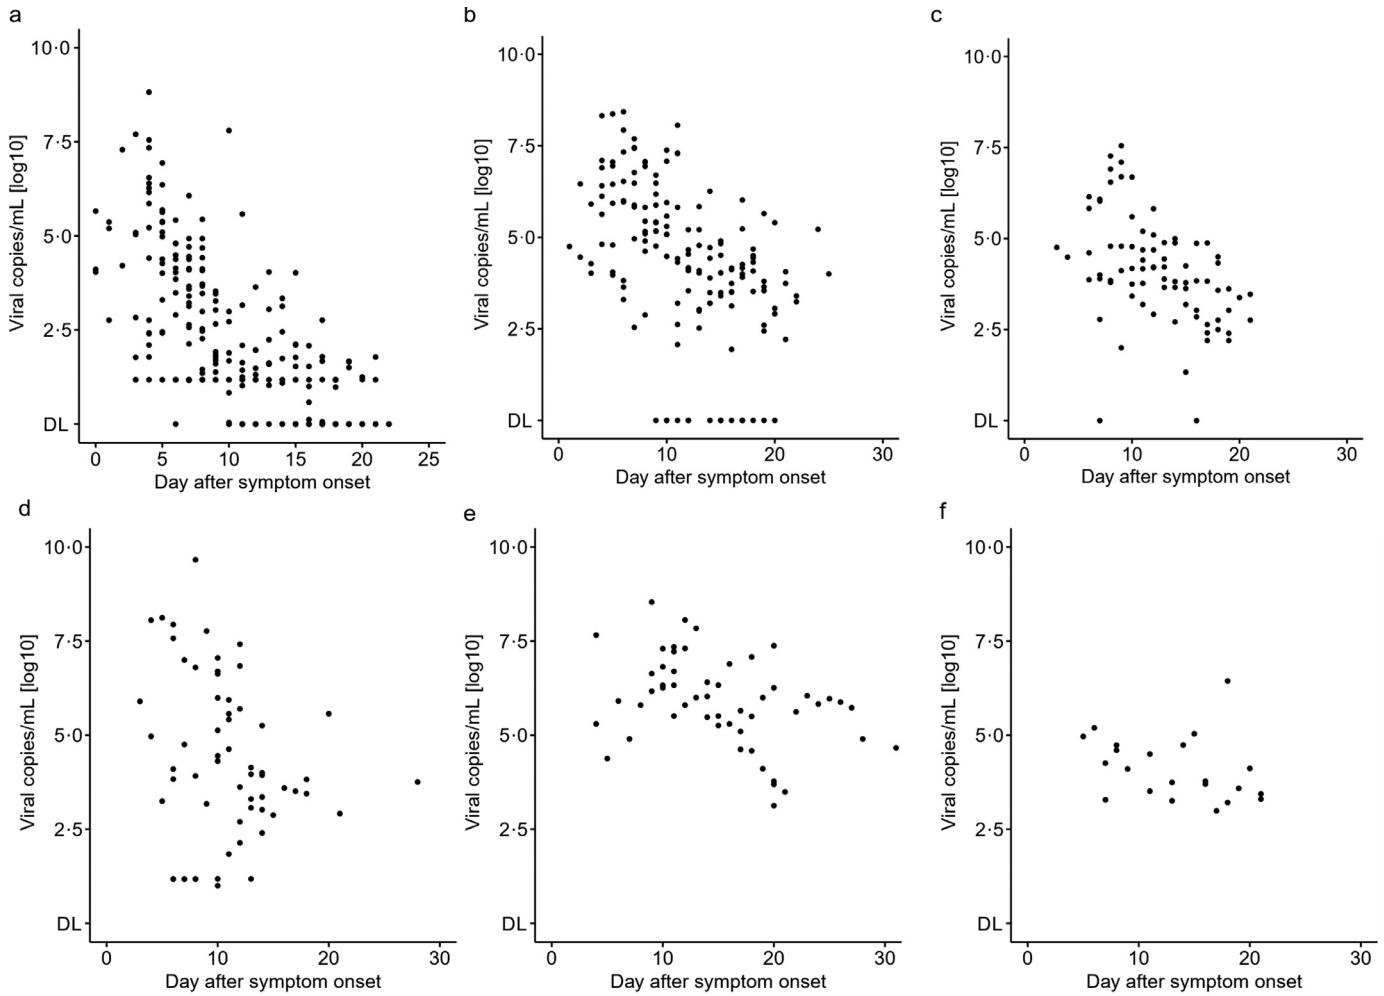 a
Viral copies/mL [log10]
10·0
7·5
5·0
2·5
DL
0 5 10 15 20 25
Day after symptom onset
b
Viral copies/mL [log10]
10·0
7·5
5·0
2·5
DL
0 10 20 30
Day after symptom onset
c
Viral copies/mL [log10]
10·0
7·5
5·0
2·5
DL
0 10 20 30
Day after symptom onset
d
Viral copies/mL [log10]
10·0
7·5
5·0
2·5
DL
0 10 20 30
Day after symptom onset
e
Viral copies/mL [log10]
10·0
7·5
5·0
2·5
DL
0 10 20 30
Day after symptom onset
f
Viral copies/mL [log10]
10·0
7·5
5·0
2·5
DL
0 10 20 30
Day after symptom onset